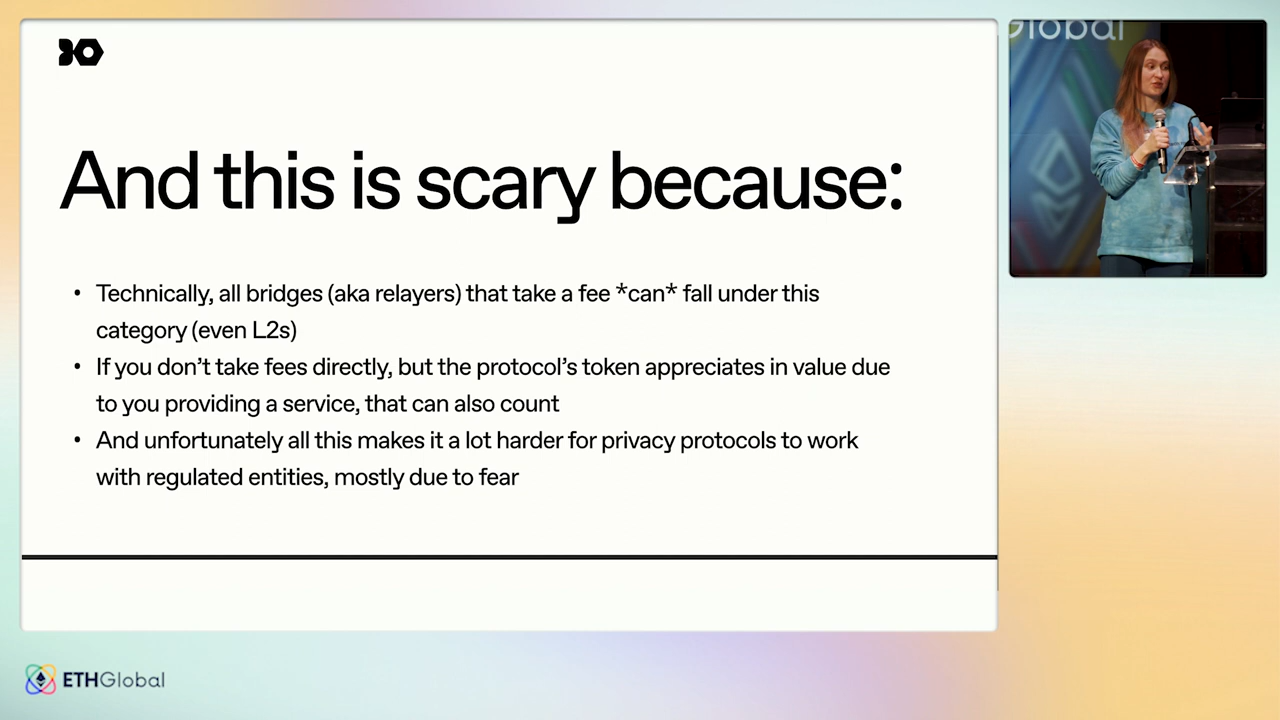 Global
And this is scary because:
• Technically, all bridges (aka relayers) that take a fee *can* fall under this
category (even L2s)
• If you don’t take fees directly, but the protocol’s token appreciates in value due
to you providing a service, that can also count
• And unfortunately all this makes it a lot harder for privacy protocols to work
with regulated entities, mostly due to fear
ETHGlobal